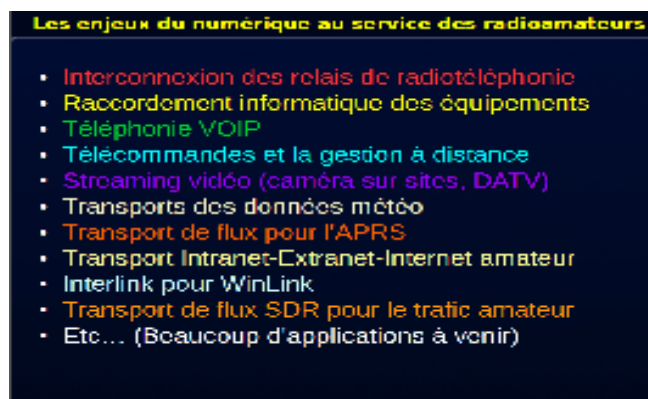 Les enjeux du numérique au service des radioamateurs
• Interconnexion des relais de radiotéléphonie
• Raccordement informatique des équipements
• Téléphonie VOIP
• Télécommandes et la gestion à distance
• Streaming vidéo (caméra sur sites, DATV)
• Transports des données météo
• Transport de flux pour l'APRS
• Transport Intranet-Extranet-Internet amateur
• Interlink pour WinLink
• Transport de flux SDR pour le trafic amateur
• Etc... (Beaucoup d'applications à venir)